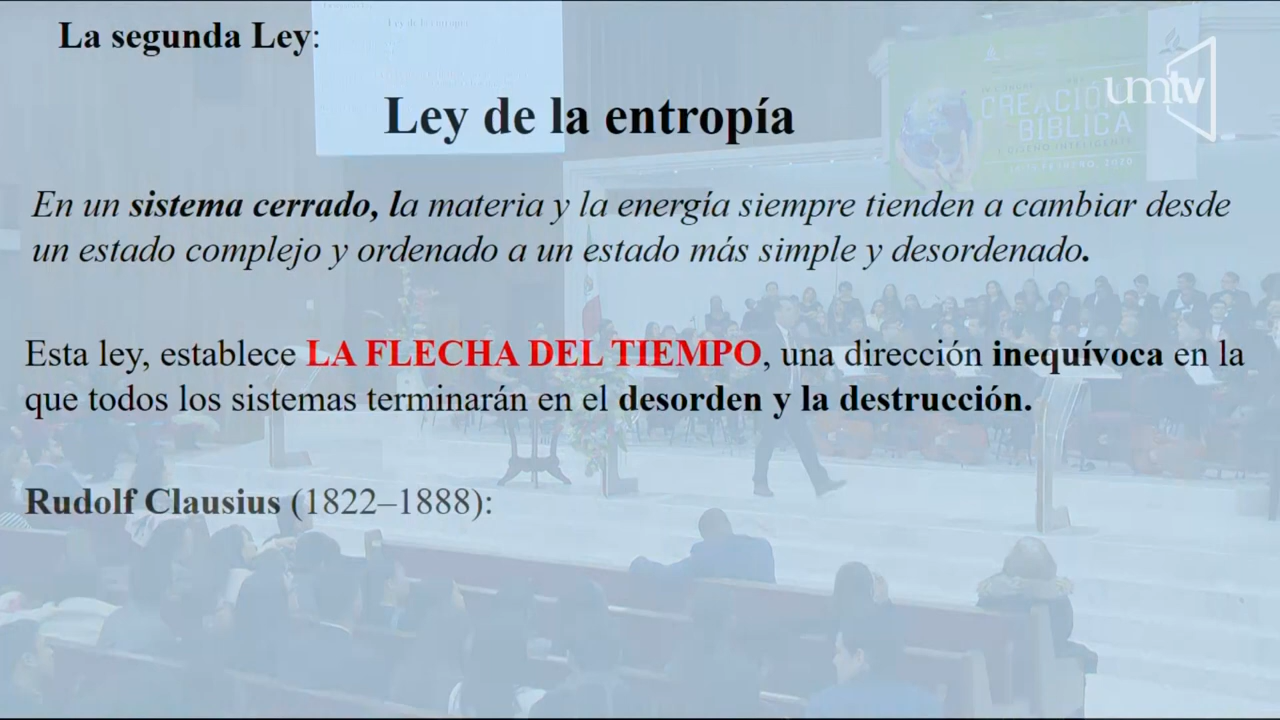 La segunda Ley:
umtv
Ley de la entropía
CREACIÓN
BÍBLICA
En un sistema cerrado, la materia y la energía siempre tienden a cambiar desde
un estado complejo y ordenado a un estado más simple y desordenado.
Esta ley, establece LA FLECHA DEL TIEMPO, una dirección inequívoca en la
que todos los sistemas terminarán en el desorden y la destrucción.
Rudolf Clausius (1822–1888):